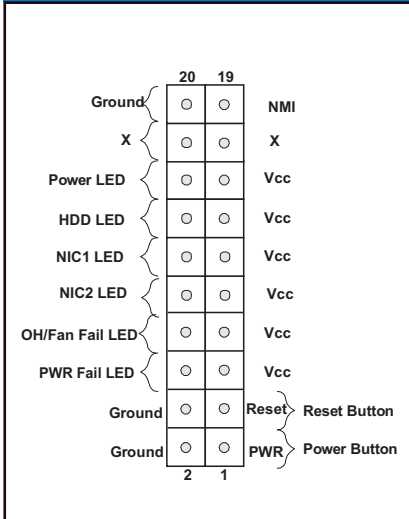 20 19
Ground NMI
X X
Power LED Vcc
HDD LED Vcc
NIC1 LED Vcc
NIC2 LED Vcc
OH/Fan Fail LED Vcc
PWR Fail LED Vcc
Ground Reset Reset Button
Ground PWR Power Button
2 1